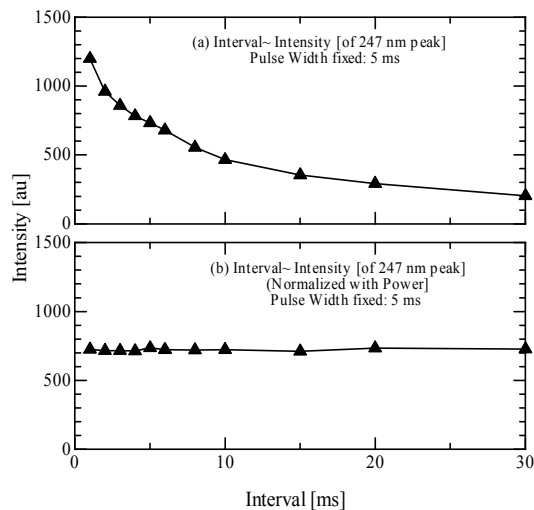 1500
(a) Interval~ Intensity [of 247 nm peak]
Pulse Width fixed: 5 ms
1000
500
0
Intensity [au]
1500
(b) Interval~ Intensity [of 247 nm peak]
(Normalized with Power]
Pulse Width fixed: 5 ms
1000
500
0
0 10 20 30
Interval [ms]